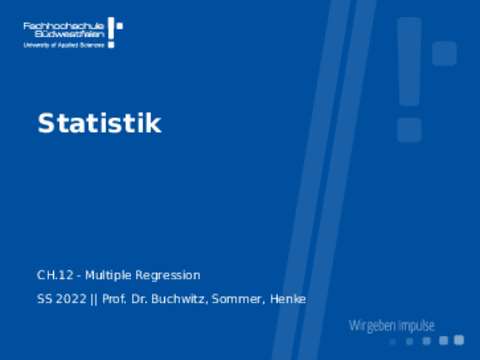 Fachhochschule
Südwestfalen
University of Applied Sciences
Statistik
CH.12 - Multiple Regression
SS 2022 || Prof. Dr. Buchwitz, Sommer, Henke
Wir geben Impulse